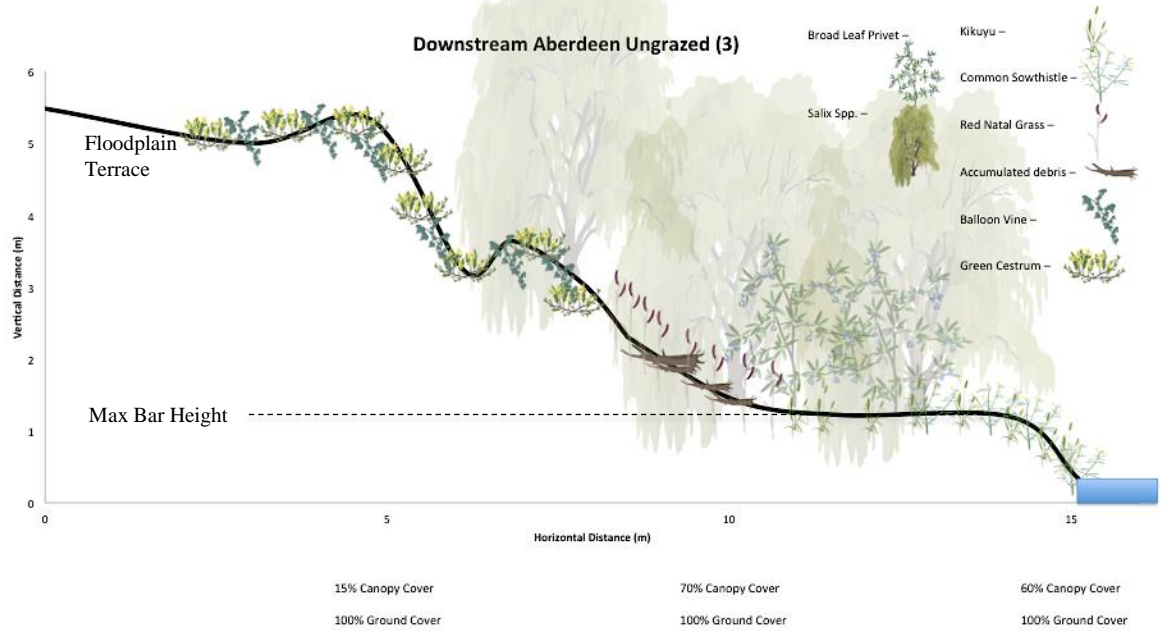 Downstream Aberdeen Ungrazed (3)
Broad Leaf Privet –
Salix Spp. –
Kikuyu –
Common Sowthistle –
Red Natal Grass –
Accumulated debris –
Balloon Vine –
Green Cestrum –
Vertical Distance (m)
6
5
4
3
2
1
0
Floodplain
Terrace
Max Bar Height
0
5
10
15
Horizontal Distance (m)
15% Canopy Cover
100% Ground Cover
70% Canopy Cover
100% Ground Cover
60% Canopy Cover
100% Ground Cover